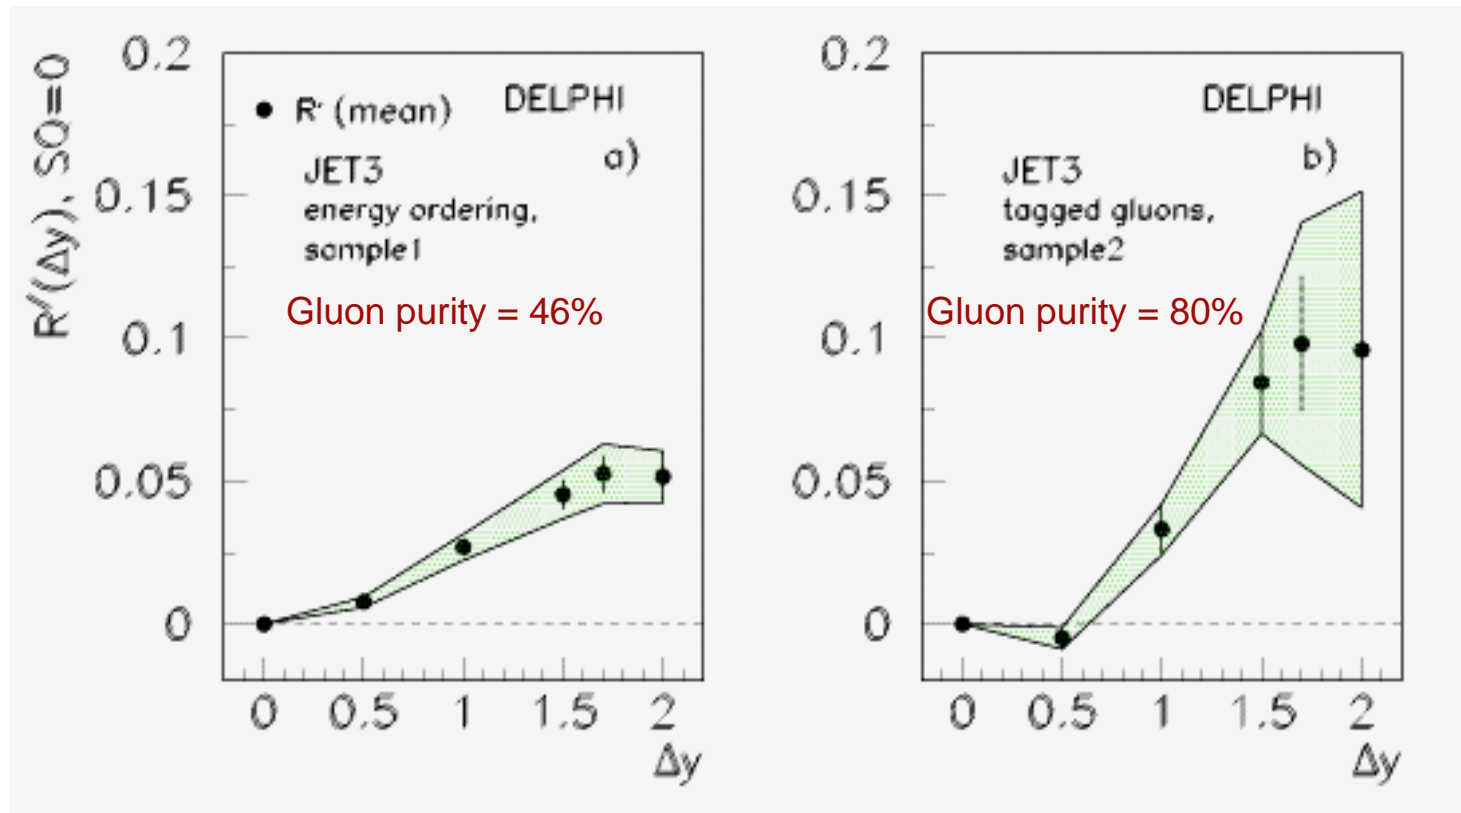 R′(Δy), SQ=0
0.2
0.15
0.1
0.05
0
● R′ (mean) DELPHI
a)
JET3
energy ordering,
sample1
Gluon purity = 46%
0 0.5 1 1.5 2
Δy
0.2
0.15
0.1
0.05
0
DELPHI
b)
JET3
tagged gluons,
sample2
Gluon purity = 80%
0 0.5 1 1.5 2
Δy